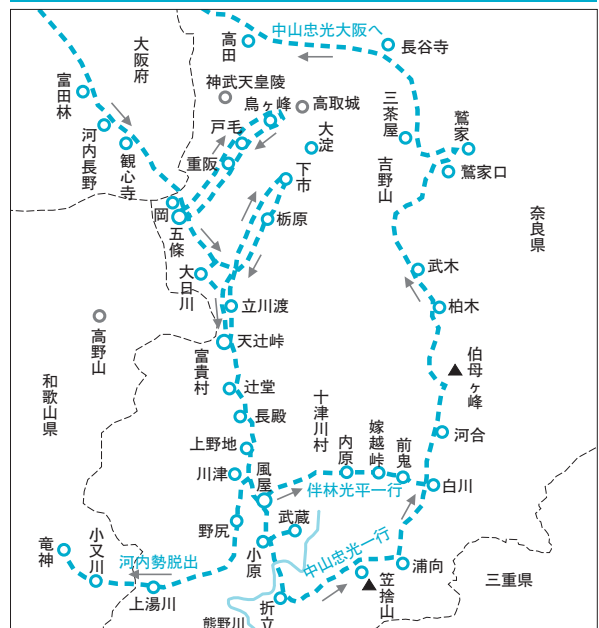 中山忠光大阪へ
大阪府
高田
長谷寺
富田林
神武天皇陵
鳥ヶ峰
高取城
三茶屋
鷲家
河内長野
観心寺
戸毛
大淀
重阪
下市
吉野山
鷲家口
岡
五條
栃原
奈良県
大日川
武木
立川渡
柏木
高野山
天辻峠
富貴村
伯母ヶ峰
和歌山県
辻堂
長殿
十津川村
上野地
内原
嫁越峠
前鬼
河合
川津
風屋
伴林光平一行
白川
武蔵
野尻
小原
中山忠光一行
竜神
小又川
河内勢脱出
上湯川
浦向
笠捨山
三重県
折立
熊野川